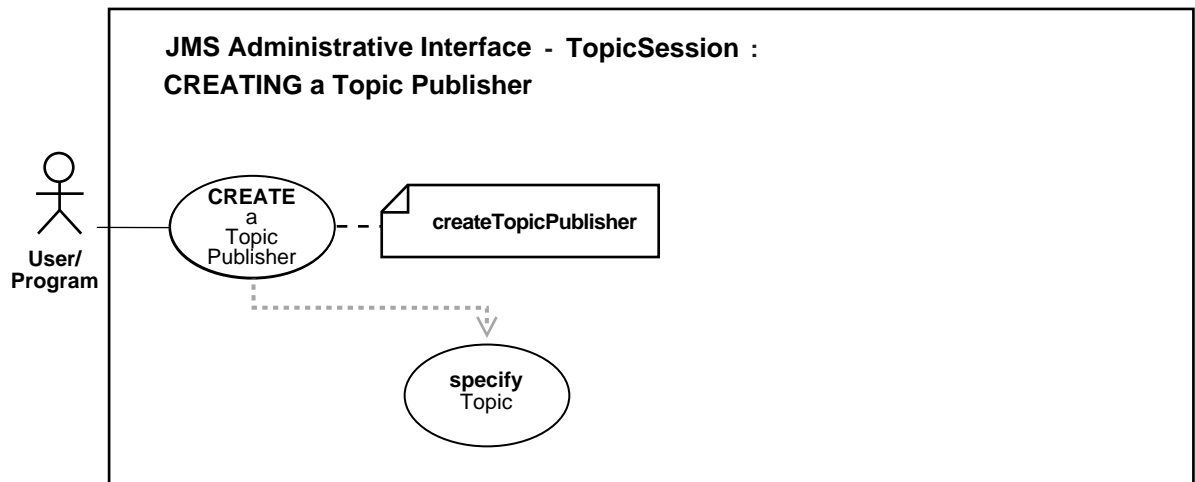 JMS Administrative Interface - TopicSession :
CREATING a Topic Publisher
CREATE
a
Topic
Publisher
createTopicPublisher
User/
Program
specify
Topic